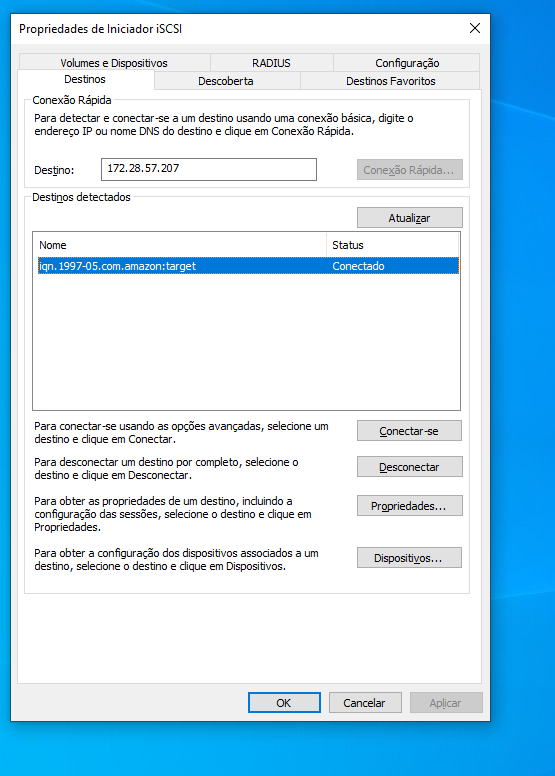 Propriedades de Iniciador iSCSI
Volumes e Dispositivos
RADIUS
Configuração
Destinos
Descoberta
Destinos Favoritos
Conexão Rápida
Para detectar e conectar-se a um destino usando uma conexão básica, digite o
endereço IP ou nome DNS do destino e clique em Conexão Rápida.
Destino:
172.28.57.207
Conexão Rápida...
Destinos detectados
Atualizar
Nome
Status
iqn.1997-05.com.amazon:target
Conectado
Para conectar-se usando as opções avançadas, selecione um
destino e clique em Conectar.
Conectar-se
Para desconectar um destino por completo, selecione o
destino e clique em Desconectar.
Desconectar
Para obter as propriedades de um destino, incluindo a
configuração das sessões, selecione o destino e clique em
Propriedades.
Propriedades...
Para obter a configuração dos dispositivos associados a um
destino, selecione o destino e clique em Dispositivos.
Dispositivos...
OK
Cancelar
Aplicar